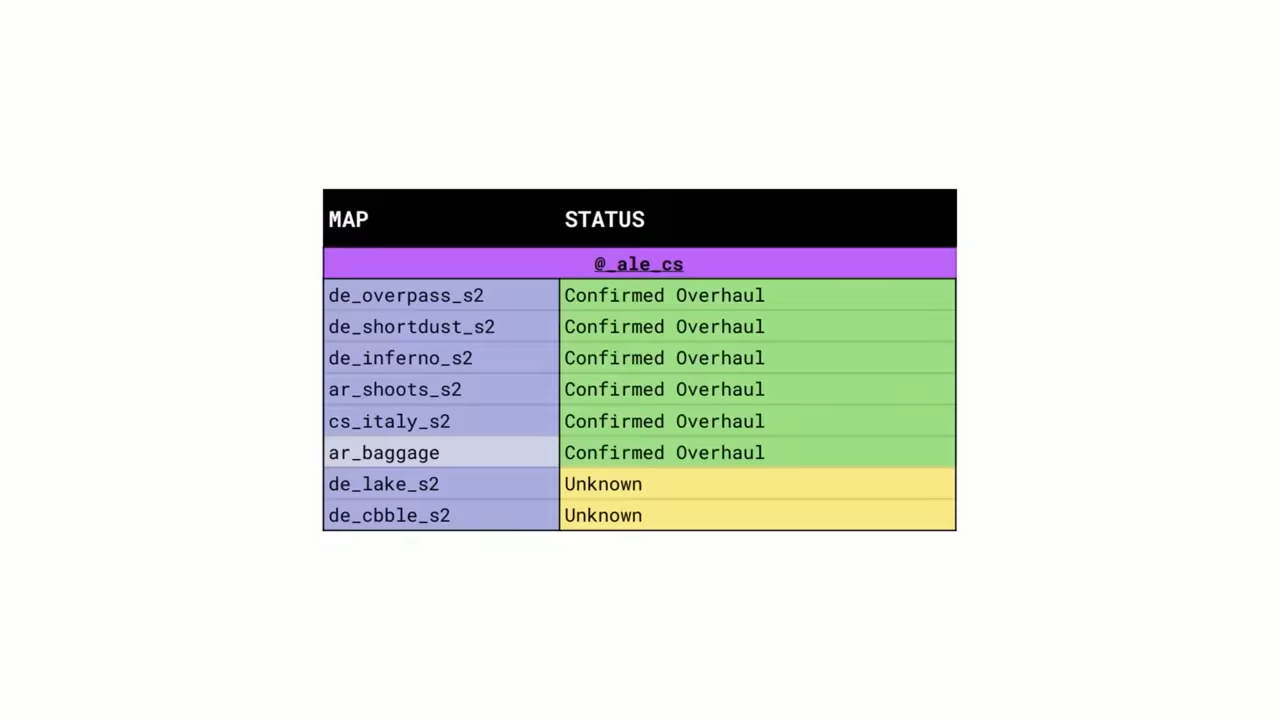 MAP STATUS
@_ale_cs
de_overpass_s2 Confirmed Overhaul
de_shortdust_s2 Confirmed Overhaul
de_inferno_s2 Confirmed Overhaul
ar_shoots_s2 Confirmed Overhaul
cs_italy_s2 Confirmed Overhaul
ar_baggage Confirmed Overhaul
de_lake_s2 Unknown
de_cbble_s2 Unknown